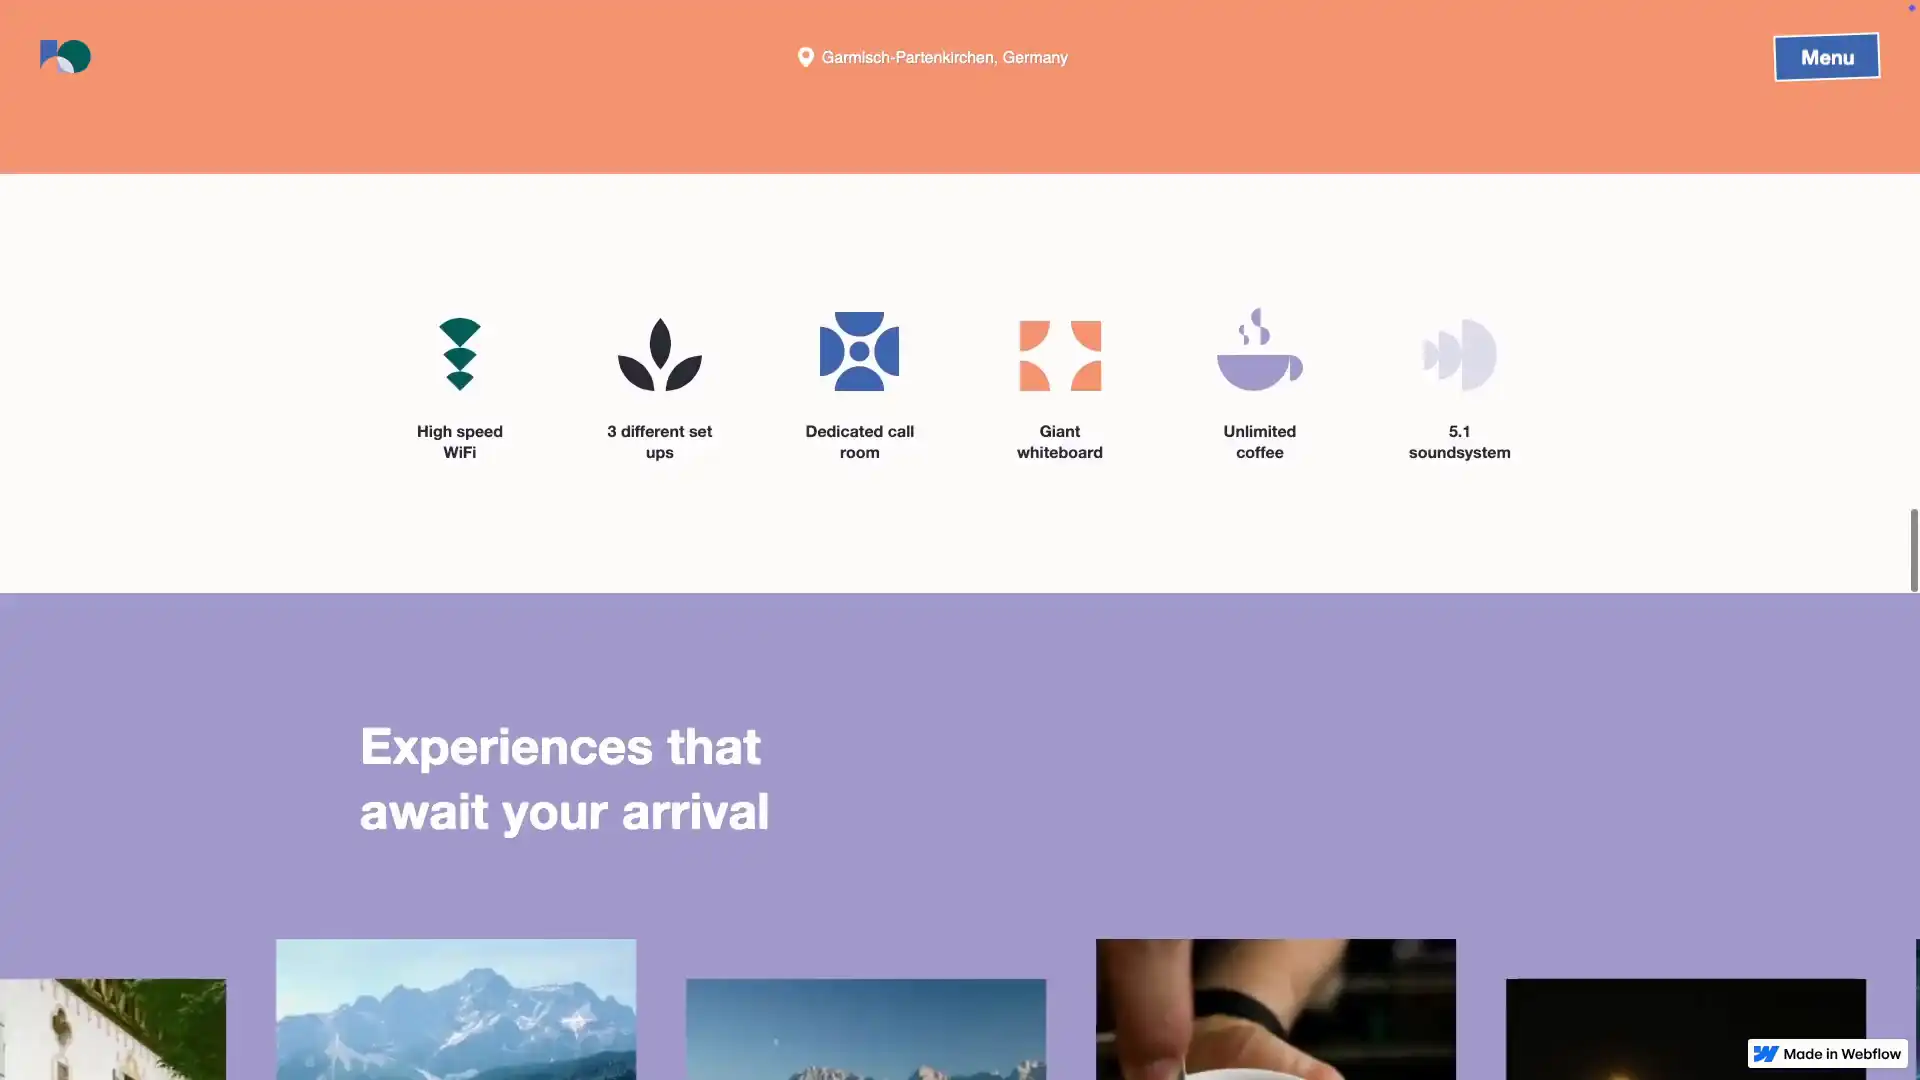 Garmisch-Partenkirchen, Germany
Menu
High speed
WiFi
3 different set
ups
Dedicated call
room
Giant
whiteboard
Unlimited
coffee
5.1
soundsystem
Experiences that
await your arrival
Made in Webflow